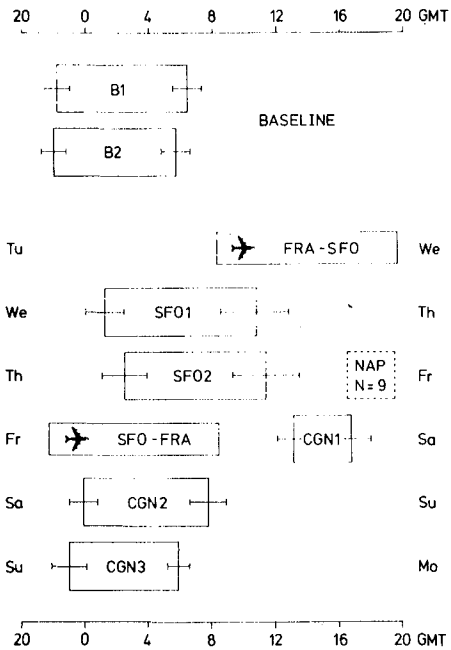 20 0 4 8 12 16 20 GMT
B1
BASELINE
B2
Tu FRA-SFO We
We SFO1 Th
Th SFO2 NAP N=9 Fr
Fr SFO-FRA CGN1 Sa
Sa CGN2 Su
Su CGN3 Mo
20 0 4 8 12 16 20 GMT